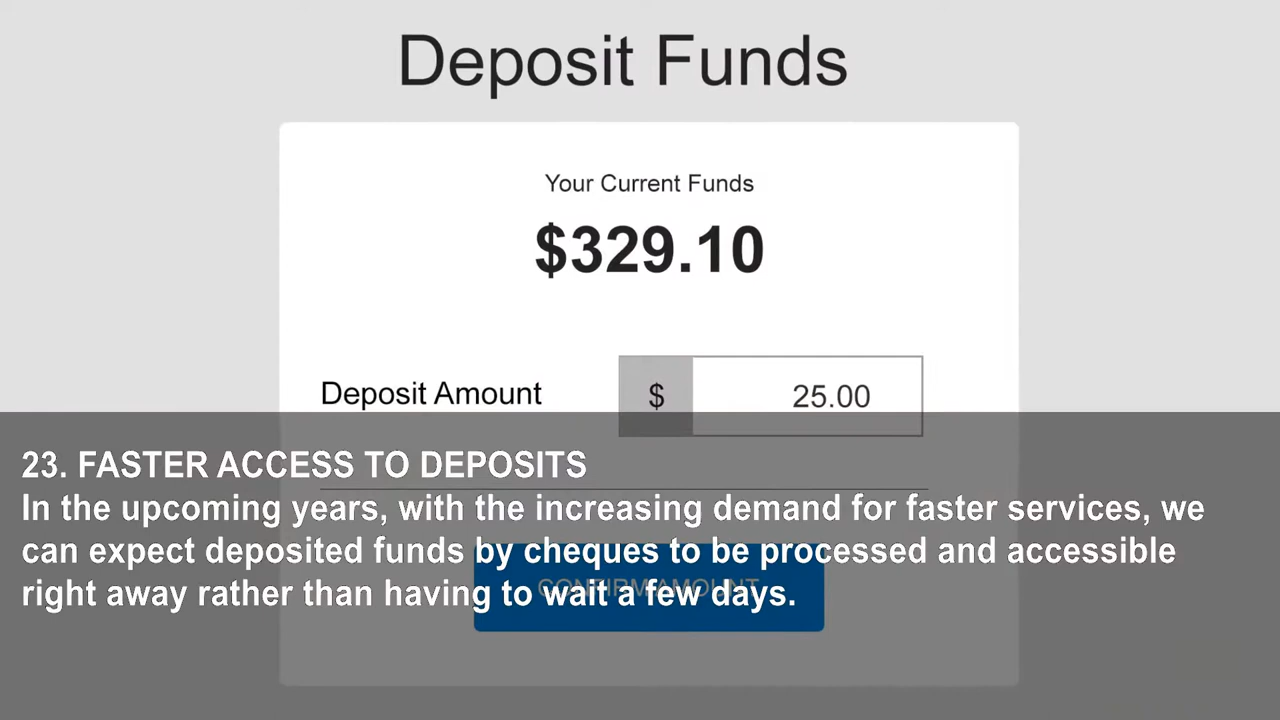 Deposit Funds
Your Current Funds
$329.10
Deposit Amount
$ 25.00
23. FASTER ACCESS TO DEPOSITS
In the upcoming years, with the increasing demand for faster services, we
can expect deposited funds by cheques to be processed and accessible
right away rather than having to wait a few days.
CONFIRM AMOUNT